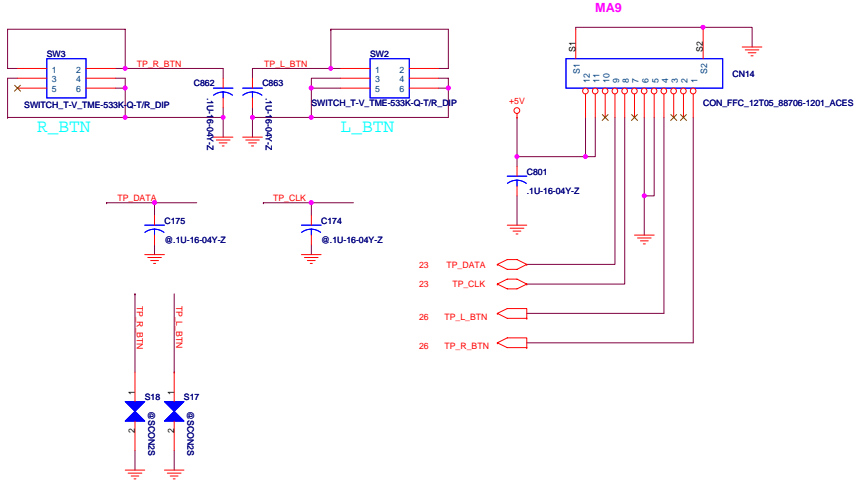 MA9
SW3
1 2
3 4
5 6
SWITCH_T-V_TME-533K-Q-T/R_DIP
R_BTN
TP_R_BTN
C862
.1U-16-04Y-Z
TP_L_BTN
C863
.1U-16-04Y-Z
SW2
1 2
3 4
5 6
SWITCH_T-V_TME-533K-Q-T/R_DIP
L_BTN
S1
S2
S1
S2
CN14
12 11 10 9 8 7 6 5 4 3 2 1
CON_FFC_12T05_88706-1201_ACES
+5V
C801
.1U-16-04Y-Z
TP_DATA
C175
@.1U-16-04Y-Z
TP_CLK
C174
@.1U-16-04Y-Z
23 TP_DATA
23 TP_CLK
26 TP_L_BTN
26 TP_R_BTN
TP_R_BTN
TP_L_BTN
1
S18
@SCON2S
2
1
S17
@SCON2S
2